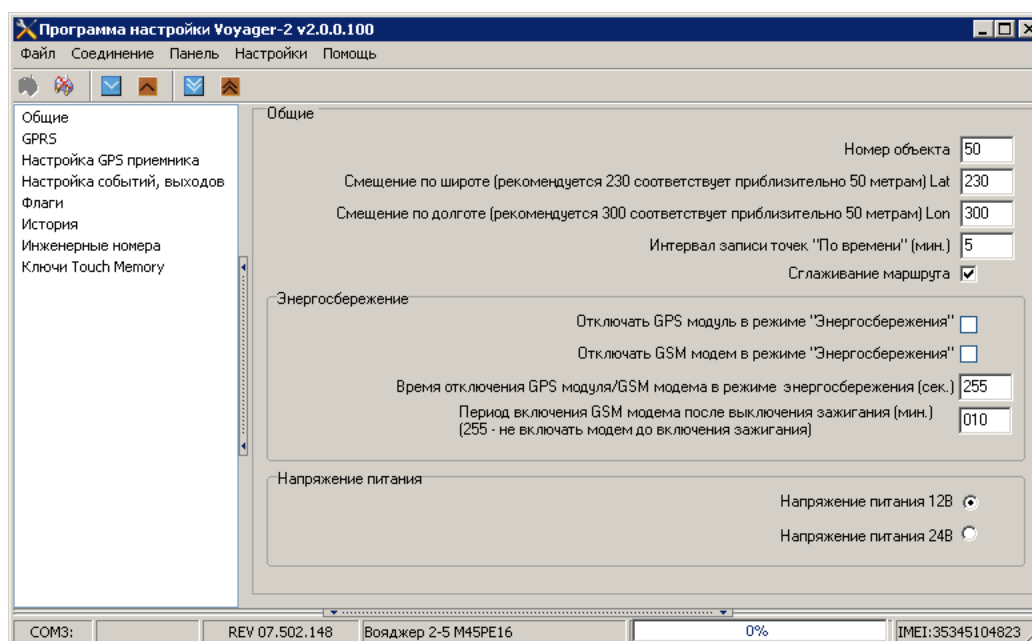 Программа настройки Voyager-2 v2.0.0.100
Файл Соединение Панель Настройки Помощь
Общие
GPRS
Настройка GPS приемника
Настройка событий, выходов
Флаги
История
Инженерные номера
Ключи Touch Memory
Общие
Номер объекта 50
Смещение по широте (рекомендуется 230 соответствует приблизительно 50 метрам) Lat 230
Смещение по долготе (рекомендуется 300 соответствует приблизительно 50 метрам) Lon 300
Интервал записи точек "По времени" (мин.) 5
Сглаживание маршрута
Энергосбережение
Отключать GPS модуль в режиме "Энергосбережения"
Отключать GSM модем в режиме "Энергосбережения"
Время отключения GPS модуля/GSM модема в режиме энергосбережения (сек.) 255
Период включения GSM модема после выключения зажигания (мин.)
(255 - не включать модем до включения зажигания) 010
Напряжение питания
Напряжение питания 12В
Напряжение питания 24В
COM3: REV 07.502.148 Вояджер 2-5 M45PE16 0% IMEI:35345104823